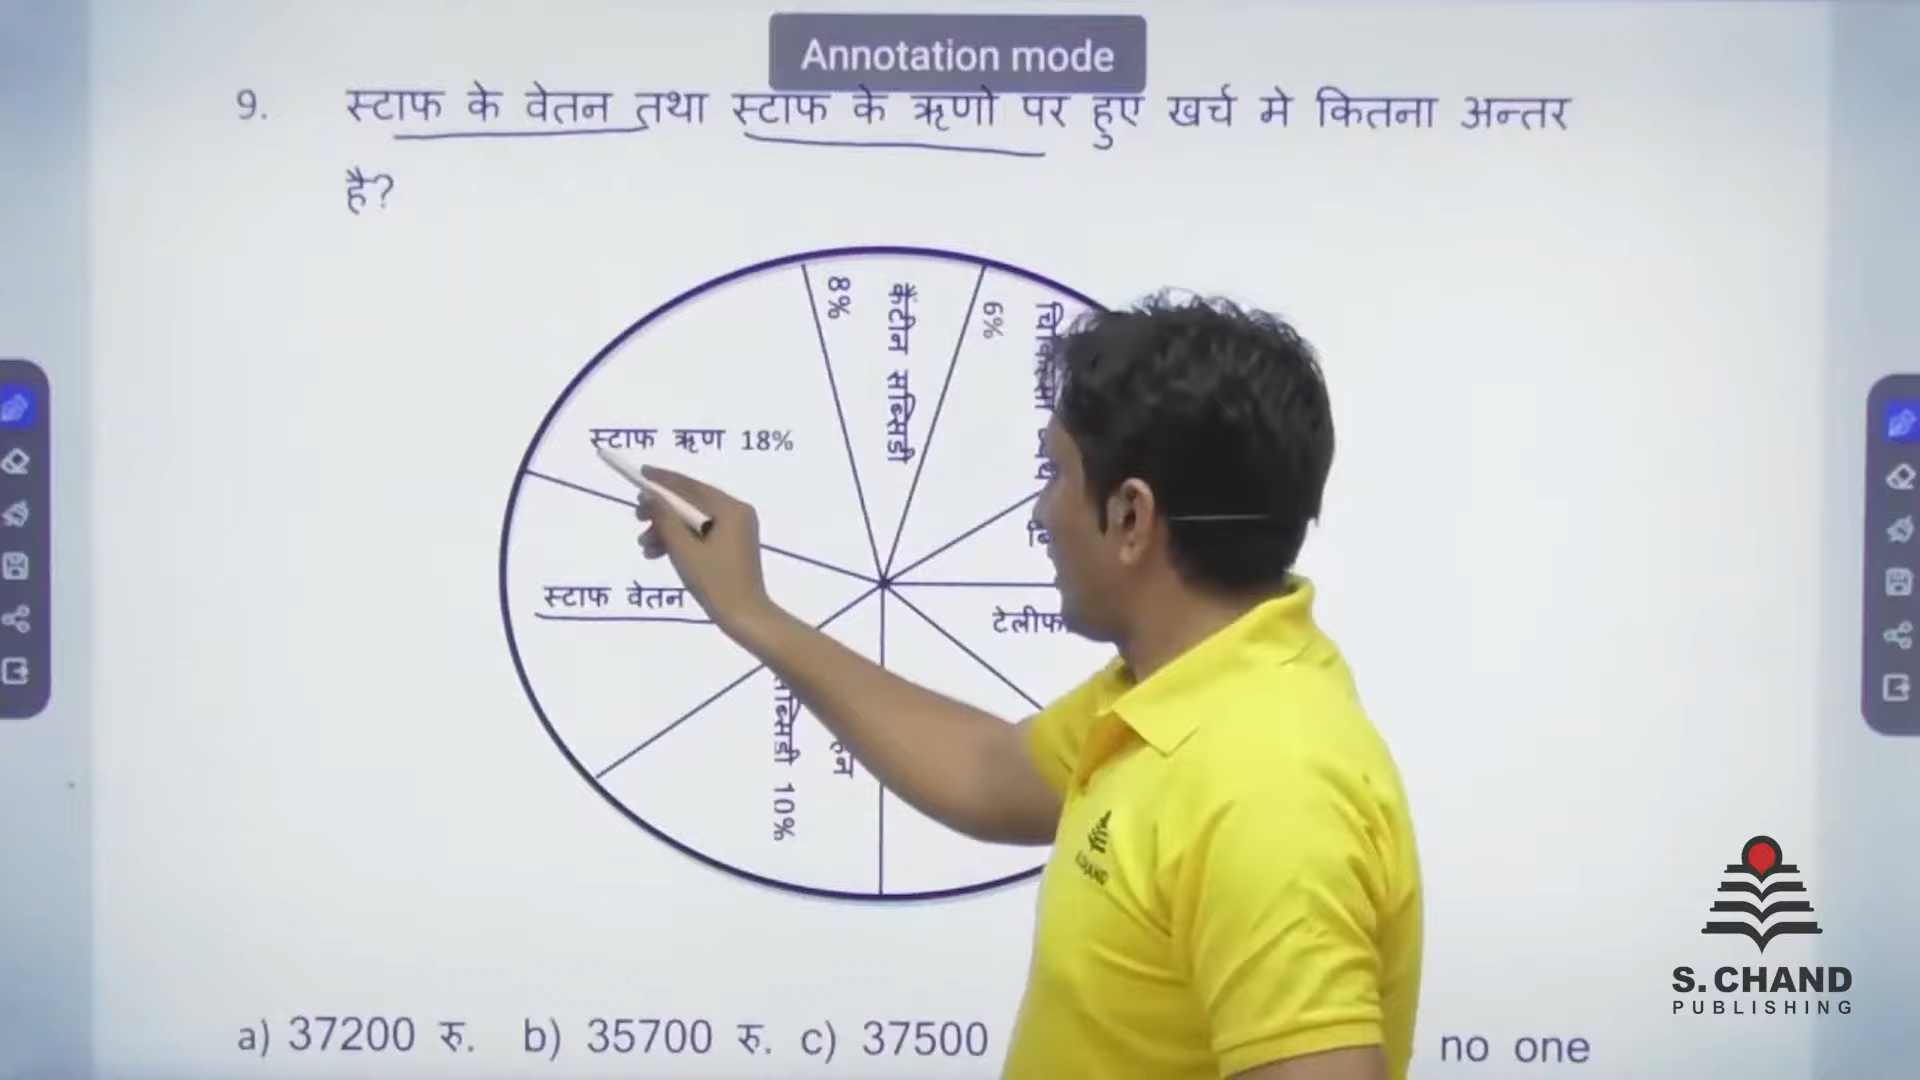 Annotation mode
9. स्टाफ के वेतन तथा स्टाफ के ऋणो पर हुए खर्च मे कितना अन्तर
है?
8%
कैंटीन सब्सिडी
6%
स्टाफ ऋण 18%
स्टाफ वेतन
सब्सिडी 10%
a) 37200 रु. b) 35700 रु. c) 37500
no one
S. CHAND
PUBLISHING
S.CHAND